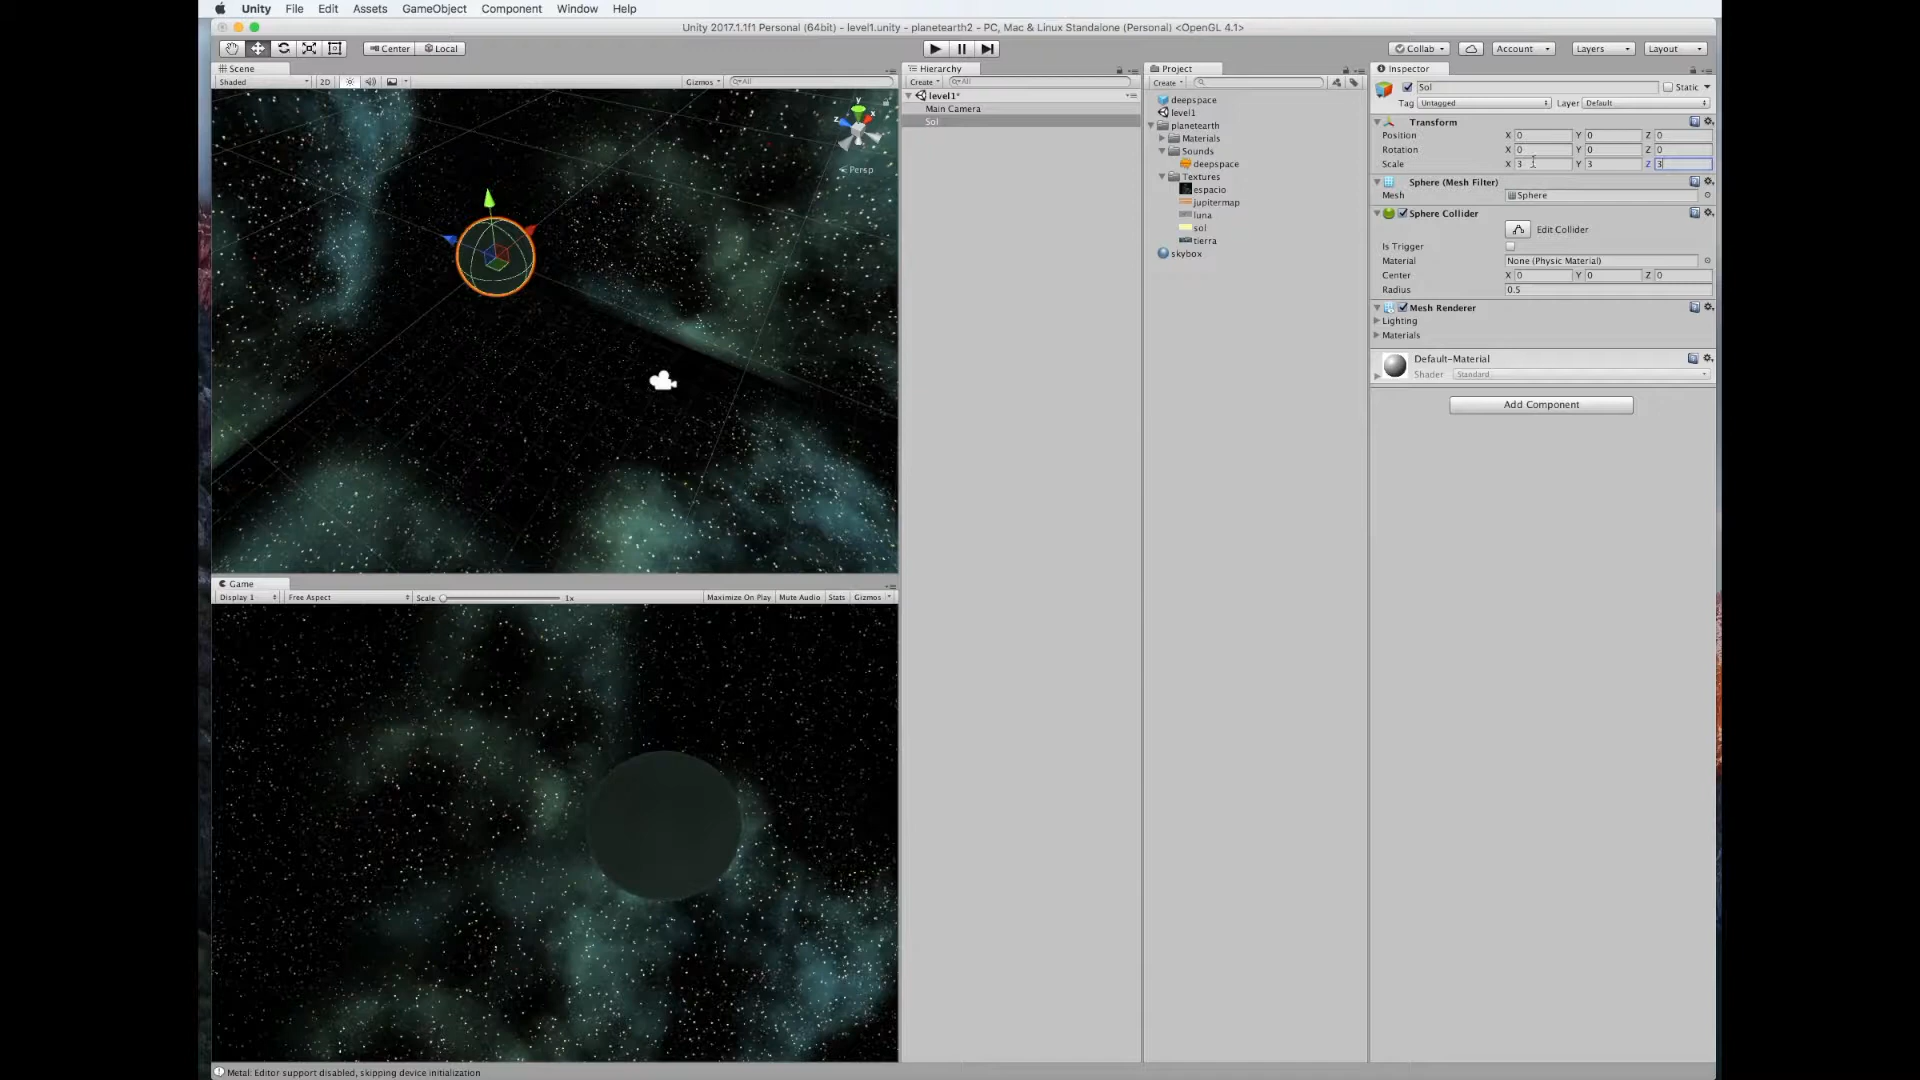 Unity File Edit Assets GameObject Component Window Help
Unity 2017.1.1f1 Personal (64bit) - level1.unity - planetearth2 - PC, Mac & Linux Standalone (Personal) <OpenGL 4.1>
Center Local Collab Account Layers Layout
Scene
Shaded 2D Gizmos All
y x z
Persp
Game
Display 1 Free Aspect Scale 1x Maximize On Play Mute Audio Stats Gizmos
Hierarchy
Create All
level1*
Main Camera
Sol
Project
Create
deepspace
level1
planetearth
Materials
Sounds
deepspace
Textures
espacio
jupitermap
luna
sol
tierra
skybox
Inspector
Sol Static
Tag Untagged Layer Default
Transform
Position X 0 Y 0 Z 0
Rotation X 0 Y 0 Z 0
Scale X 3 Y 3 Z 3
Sphere (Mesh Filter)
Mesh Sphere
Sphere Collider
Edit Collider
Is Trigger
Material None (Physic Material)
Center X 0 Y 0 Z 0
Radius 0.5
Mesh Renderer
Lighting
Materials
Default-Material
Shader Standard
Add Component
Metal: Editor support disabled, skipping device initialization